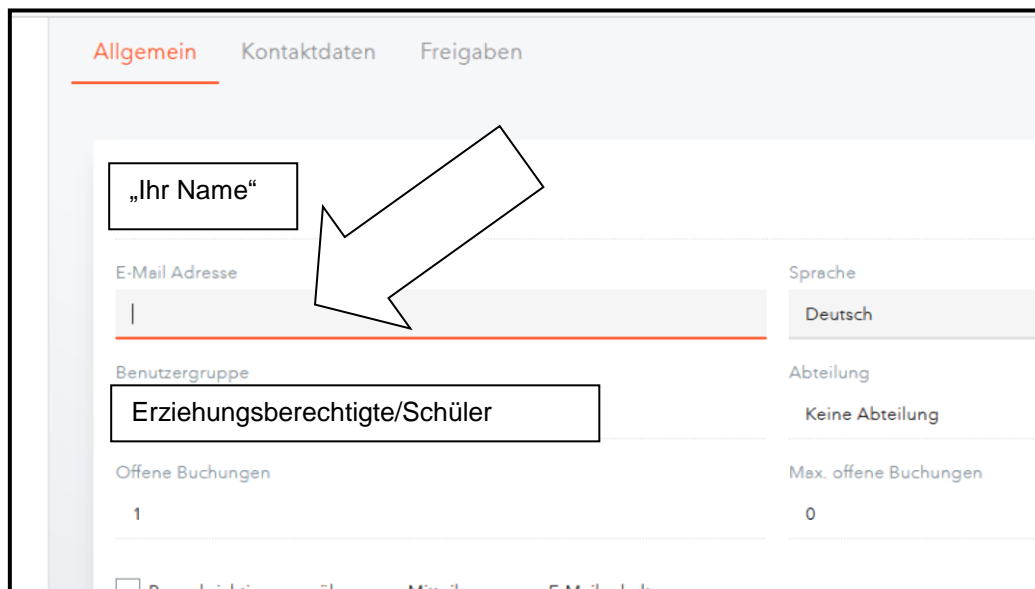 Allgemein Kontaktdaten Freigaben
„Ihr Name“
E-Mail Adresse Sprache
Deutsch
Benutzergruppe Abteilung
Erziehungsberechtigte/Schüler Keine Abteilung
Offene Buchungen Max. offene Buchungen
1 0